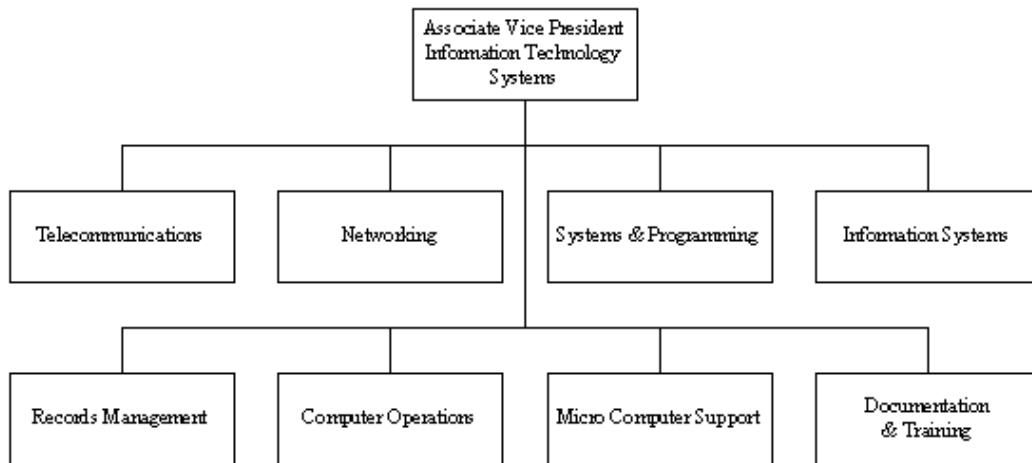 Associate Vice President
Information Technology
Systems
Telecommunications
Networking
Systems & Programming
Information Systems
Records Management
Computer Operations
Micro Computer Support
Documentation
& Training